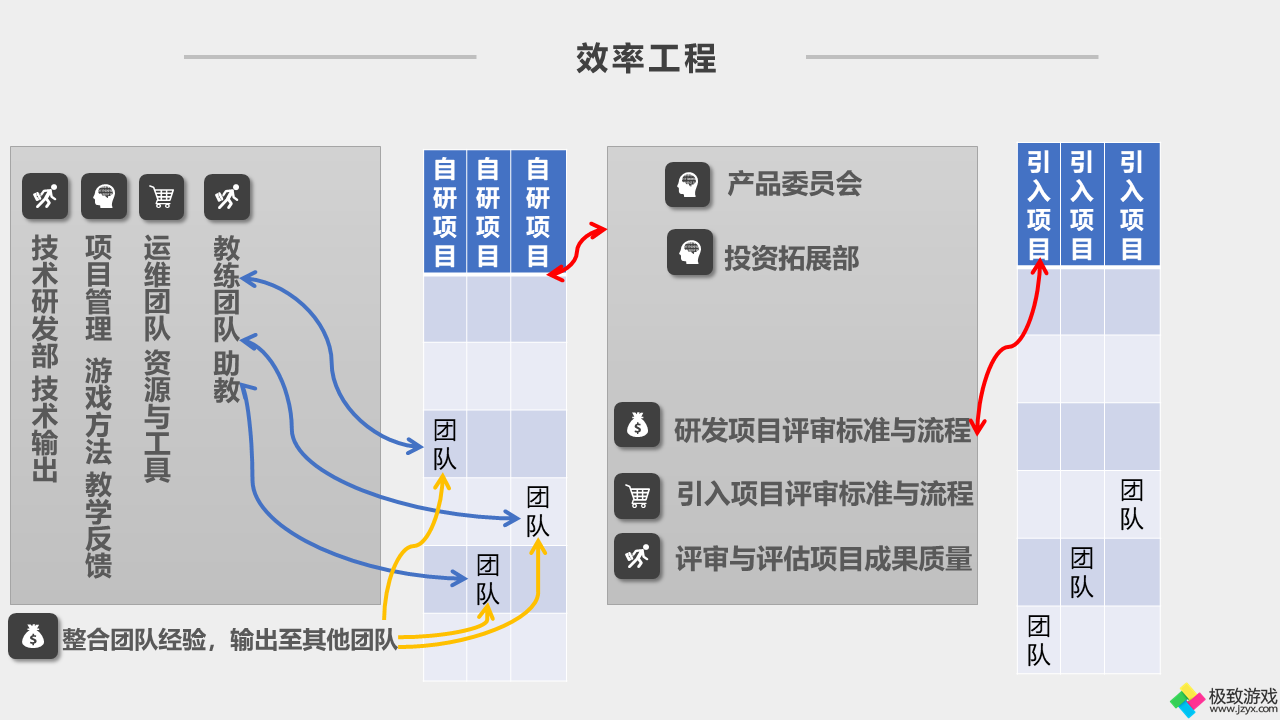 效率工程
技术研发部 技术输出
项目管理 游戏方法 教学反馈
运维团队 资源与工具
教练团队 助教
自研项目
自研项目
自研项目
团队
团队
团队
整合团队经验，输出至其他团队
产品委员会
投资拓展部
研发项目评审标准与流程
引入项目评审标准与流程
评审与评估项目成果质量
引入项目
引入项目
引入项目
团队
团队
团队
极致游戏
www.jzyx.com